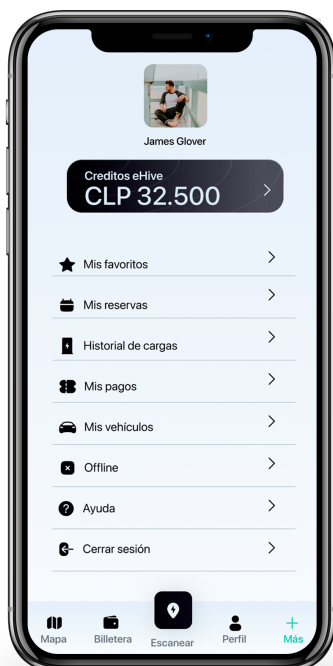 James Glover
Creditos eHive
CLP 32.500
Mis favoritos
Mis reservas
Historial de cargas
Mis pagos
Mis vehículos
Offline
Ayuda
Cerrar sesión
Mapa
Billetera
Escanear
Perfil
Más